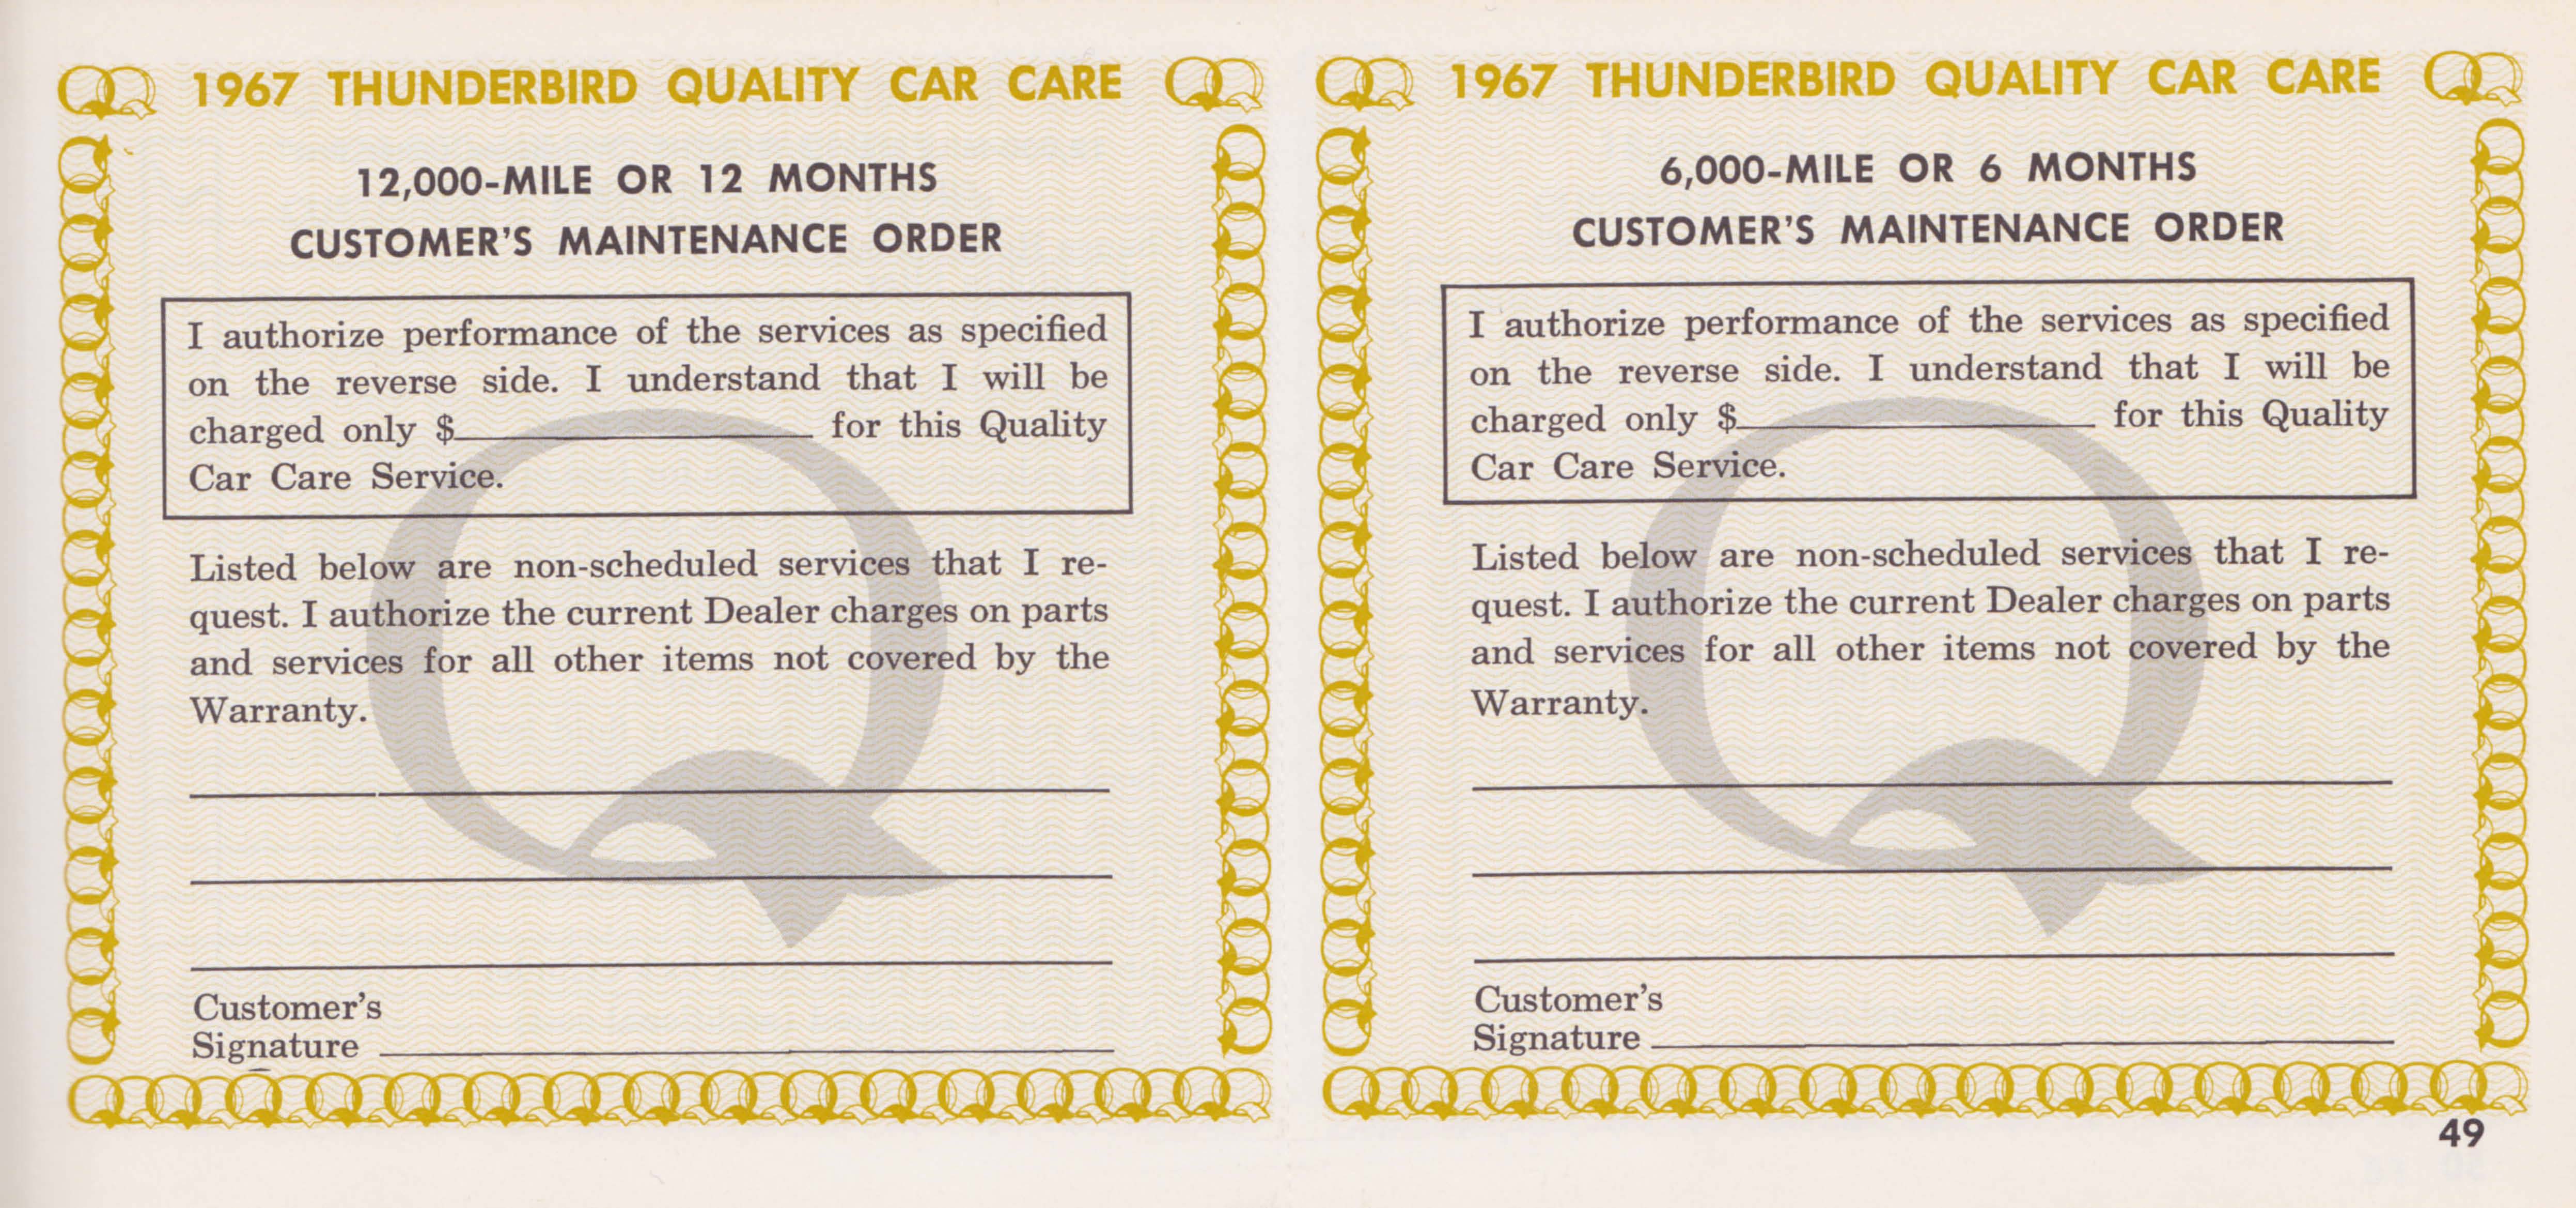 1967 THUNDERBIRD QUALITY CAR CARE
12,000-MILE OR 12 MONTHS
CUSTOMER'S MAINTENANCE ORDER
I authorize performance of the services as specified
on the reverse side. I understand that I will be
charged only $ for this Quality
Car Care Service.
Listed below are non-scheduled services that I re-
quest. I authorize the current Dealer charges on parts
and services for all other items not covered by the
Warranty.
Customer's
Signature
1967 THUNDERBIRD QUALITY CAR CARE
6,000-MILE OR 6 MONTHS
CUSTOMER'S MAINTENANCE ORDER
I authorize performance of the services as specified
on the reverse side. I understand that I will be
charged only $ for this Quality
Car Care Service.
Listed below are non-scheduled services that I re-
quest. I authorize the current Dealer charges on parts
and services for all other items not covered by the
Warranty.
Customer's
Signature
49